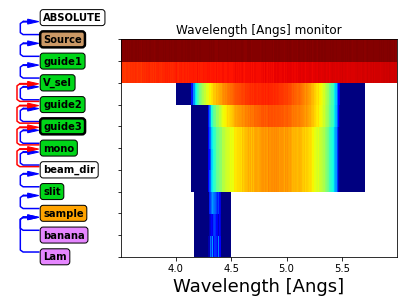 ABSOLUTE
Source
guide1
V_sel
guide2
guide3
mono
beam_dir
slit
sample
banana
Lam
Wavelength [Angs] monitor
4.0 4.5 5.0 5.5
Wavelength [Angs]